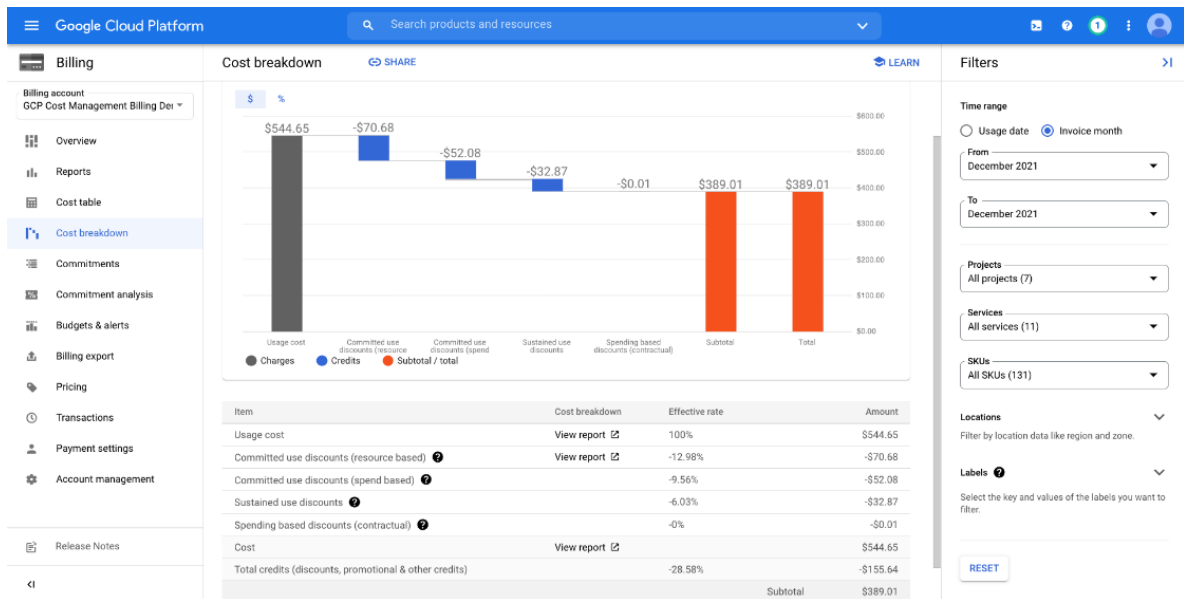 Google Cloud Platform
Search products and resources
1
Billing
Billing account
GCP Cost Management Billing Der
Overview
Reports
Cost table
Cost breakdown
Commitments
Commitment analysis
Budgets & alerts
Billing export
Pricing
Transactions
Payment settings
Account management
Release Notes
Cost breakdown
SHARE
LEARN
$
%
$544.65
-$70.68
-$52.08
-$32.87
-$0.01
$389.01
$389.01
$600.00
$500.00
$400.00
$300.00
$200.00
$100.00
$0.00
Usage cost
Committed use
discounts (resource
Committed use
discounts (spend
Sustained use
discounts
Spending based
discounts (contractual)
Subtotal
Total
Charges
Credits
Subtotal / total
Item Cost breakdown Effective rate Amount
Usage cost View report 100% $544.65
Committed use discounts (resource based) ? View report -12.98% -$70.68
Committed use discounts (spend based) ? -9.56% -$52.08
Sustained use discounts ? -6.03% -$32.87
Spending based discounts (contractual) ? -0% -$0.01
Cost View report $544.65
Total credits (discounts, promotional & other credits) -28.58% -$155.64
Subtotal $389.01
Filters
Time range
Usage date Invoice month
From
December 2021
To
December 2021
Projects
All projects (7)
Services
All services (11)
SKUs
All SKUs (131)
Locations
Filter by location data like region and zone.
Labels ?
Select the key and values of the labels you want to
filter.
RESET